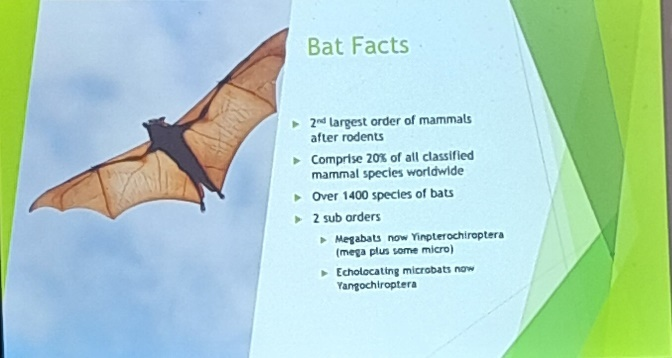 Bat Facts
2nd largest order of mammals
after rodents
Comprise 20% of all classified
mammal species worldwide
Over 1400 species of bats
2 sub orders
Megabats now Yinpterochiroptera
(mega plus some micro)
Echolocating microbats now
Yangochiroptera